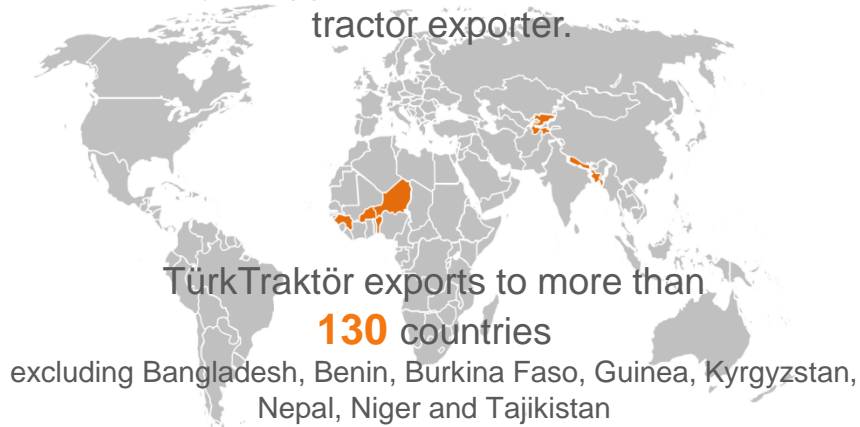 tractor exporter.
TürkTraktör exports to more than
130 countries
excluding Bangladesh, Benin, Burkina Faso, Guinea, Kyrgyzstan,
Nepal, Niger and Tajikistan